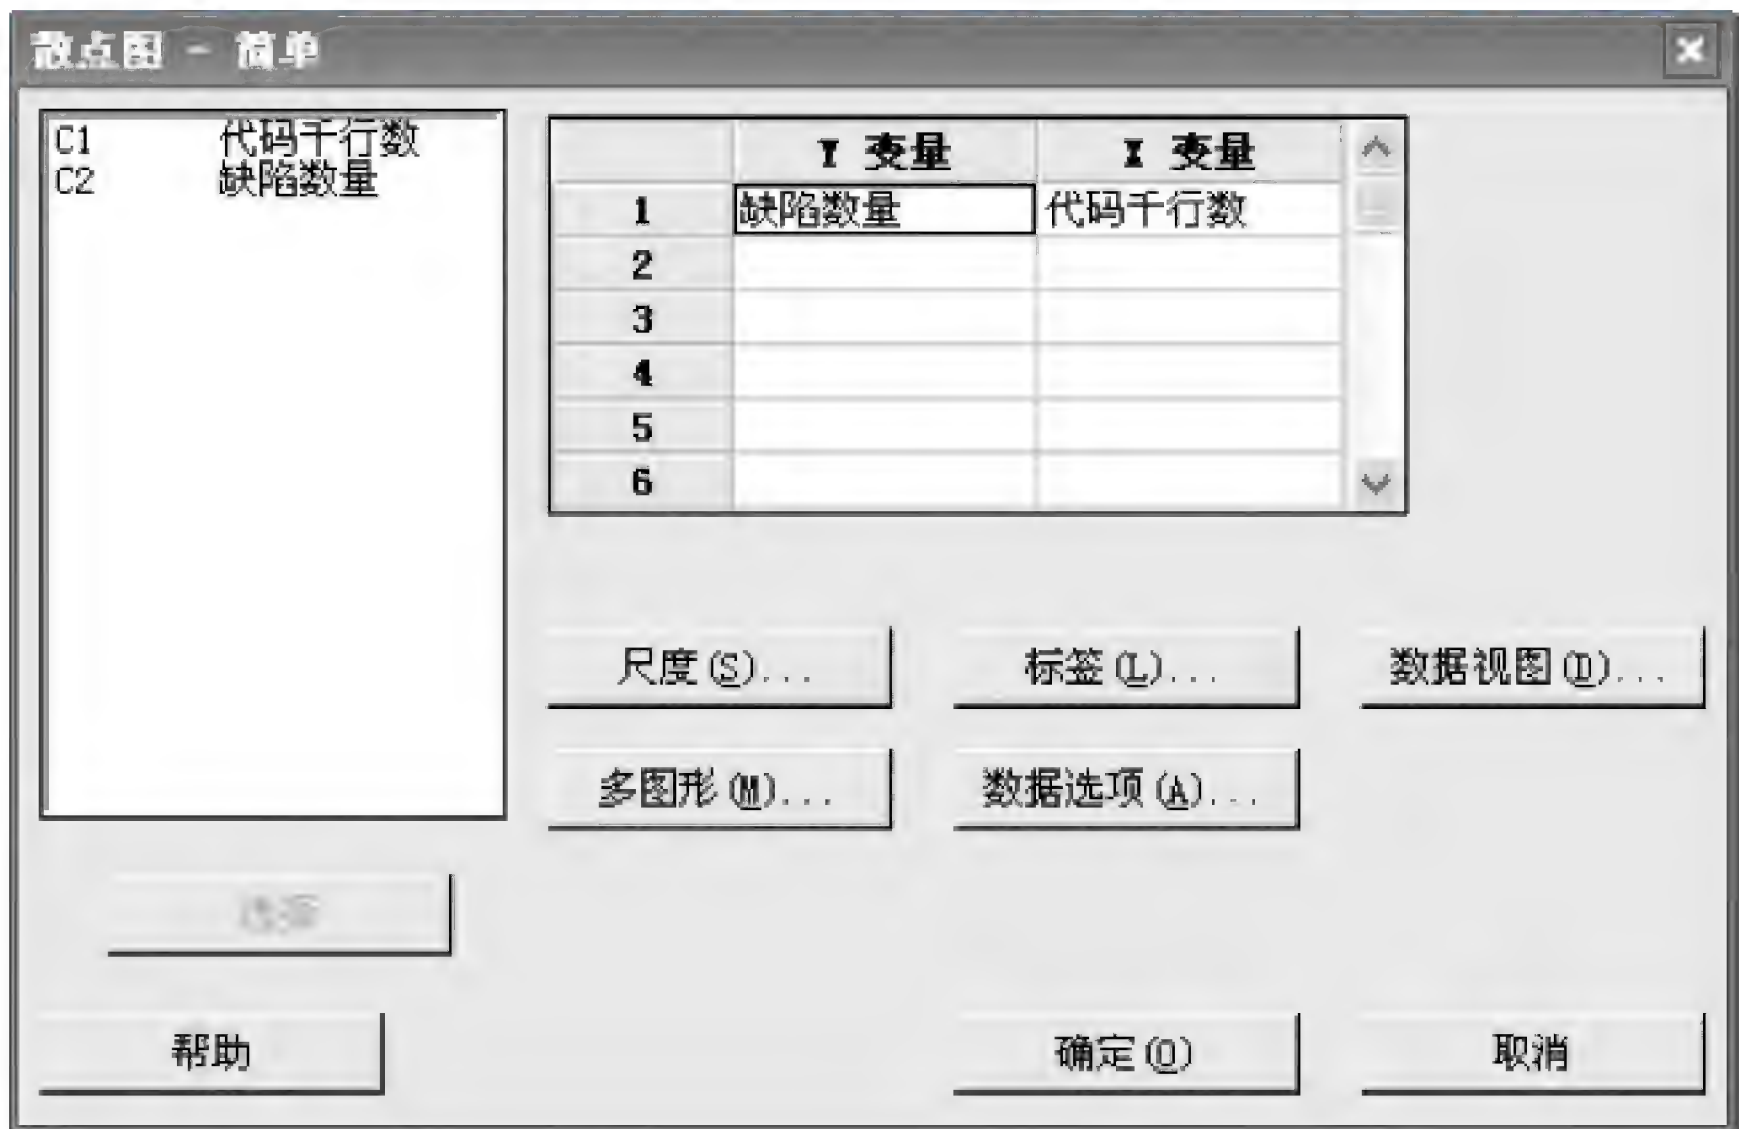 散点图 - 简单
C1 代码千行数
C2 缺陷数量
Y 变量 X 变量
1 缺陷数量 代码千行数
2
3
4
5
6
尺度(S)... 标签(L)... 数据视图(D)...
多图形(M)... 数据选项(A)...
选择
帮助 确定(O) 取消